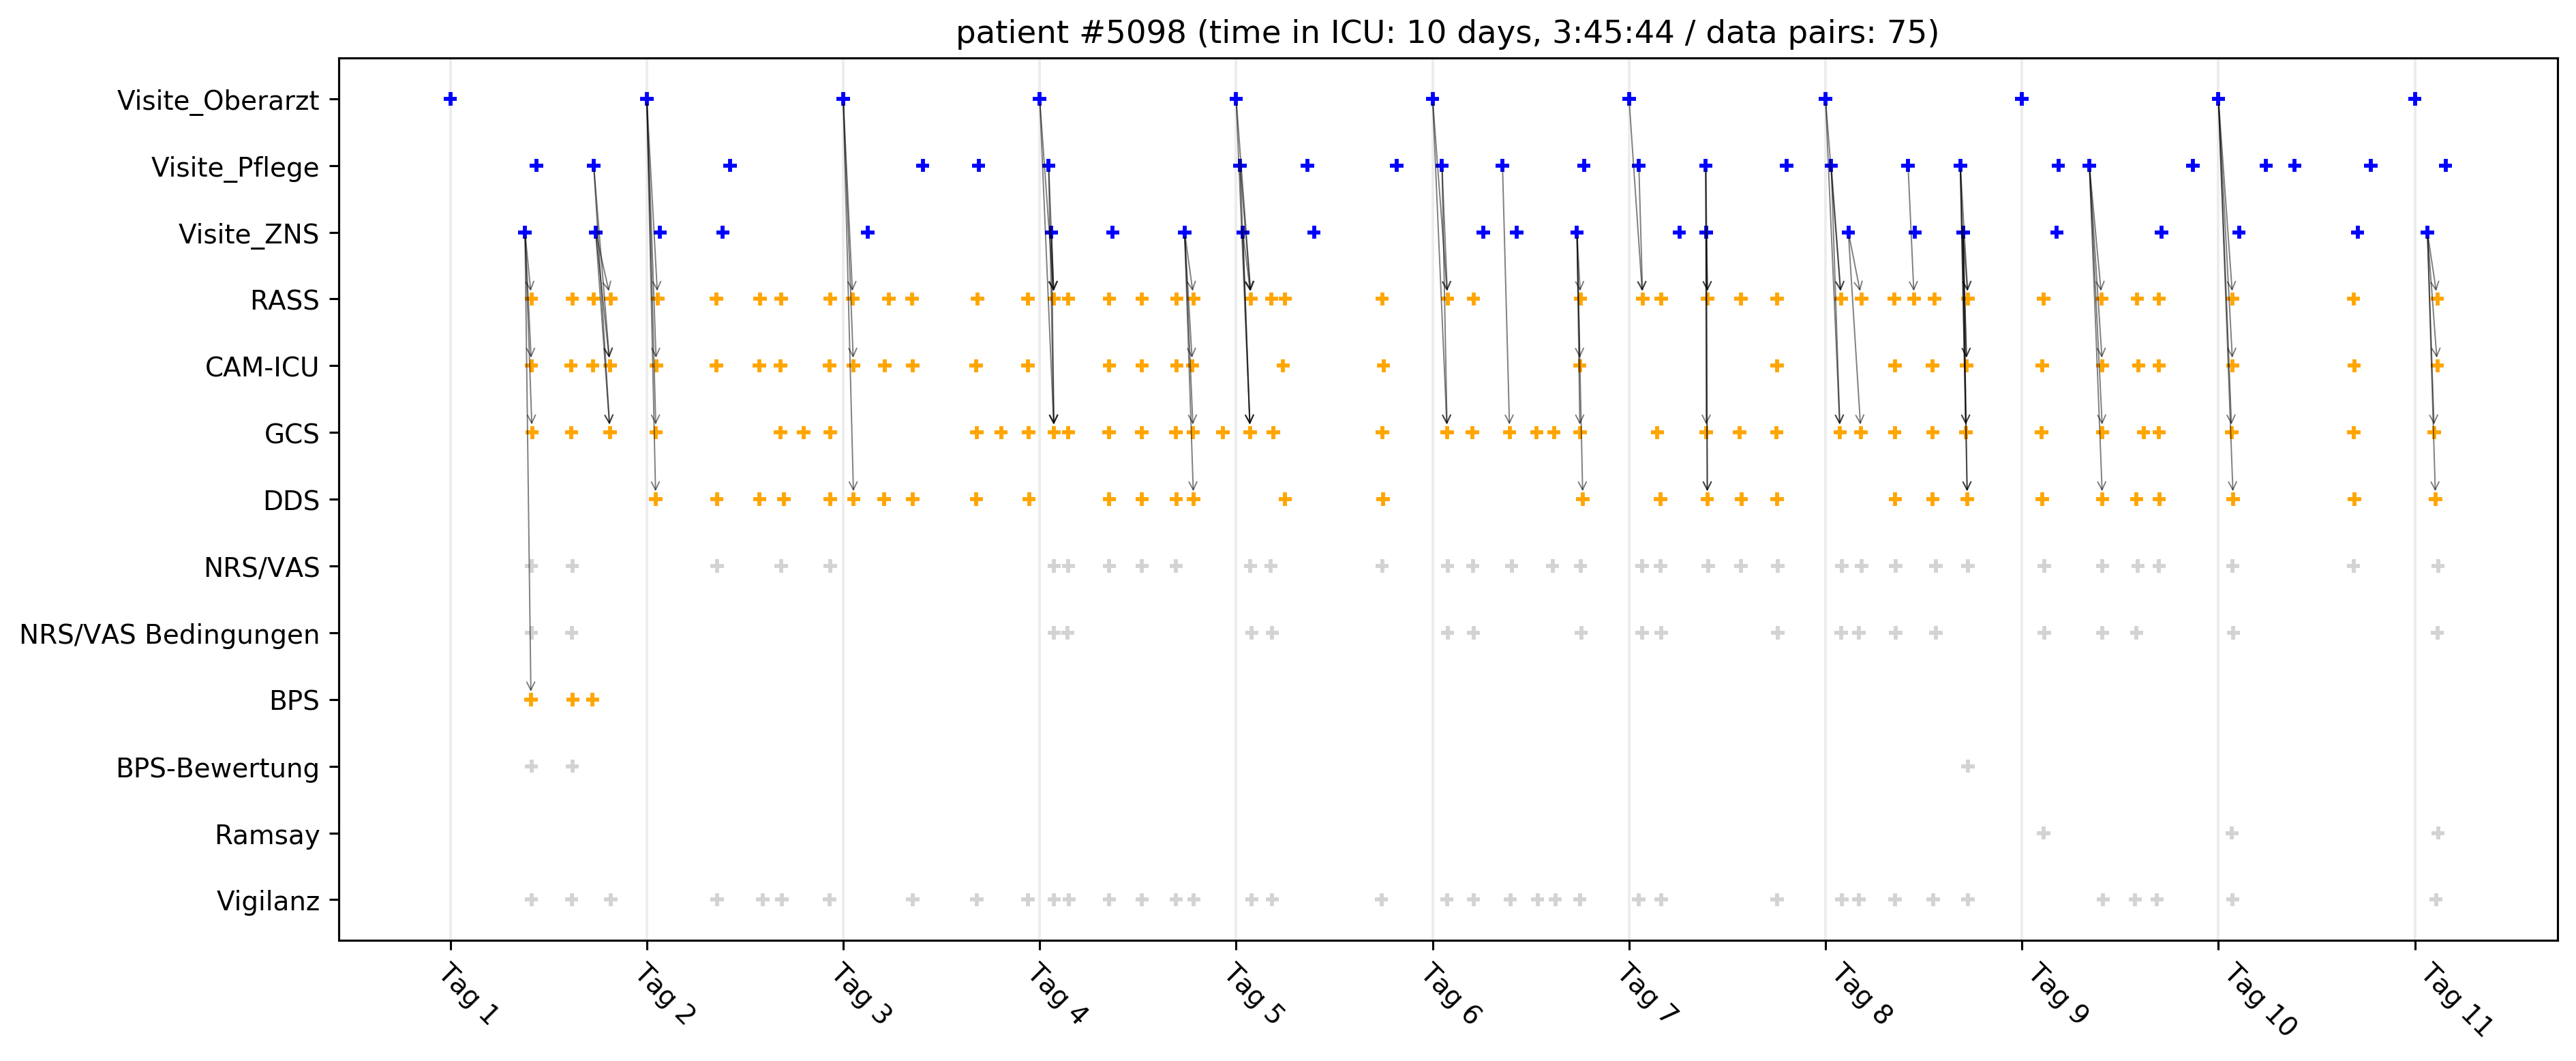 patient #5098 (time in ICU: 10 days, 3:45:44 / data pairs: 75)
Visite_Oberarzt
Visite_Pflege
Visite_ZNS
RASS
CAM-ICU
GCS
DDS
NRS/VAS
NRS/VAS Bedingungen
BPS
BPS-Bewertung
Ramsay
Vigilanz
Tag 1
Tag 2
Tag 3
Tag 4
Tag 5
Tag 6
Tag 7
Tag 8
Tag 9
Tag 10
Tag 11